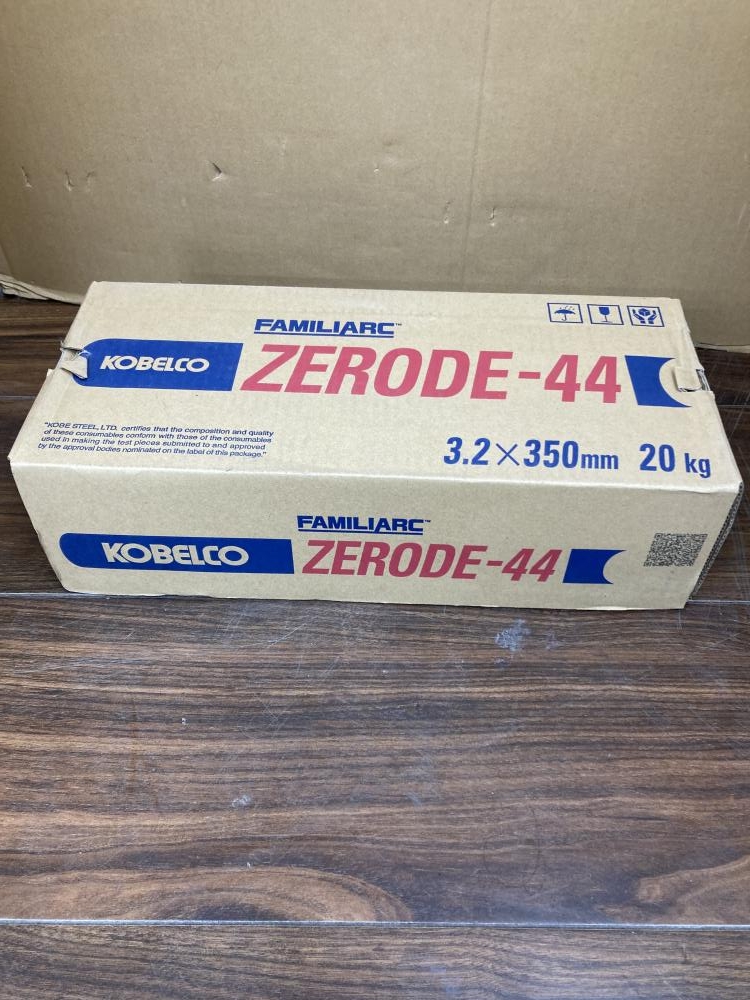 FAMILIARC™
KOBELCO ZERODE-44
"KOBE STEEL, LTD. certifies that the composition and quality
of these consumables conform with those of the consumables
used in making the test pieces submitted to and approved
by the approval bodies nominated on the label of this package."
3.2×350mm 20 kg
FAMILIARC™
KOBELCO ZERODE-44